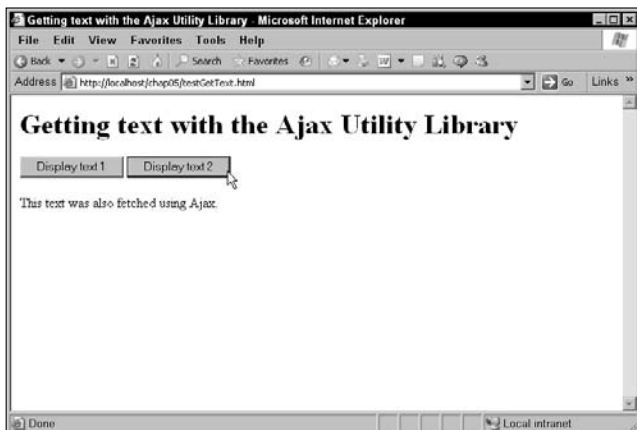 Getting text with the Ajax Utility Library - Microsoft Internet Explorer
File Edit View Favorites Tools Help
Back Search Favorites
Address http://localhost/chap05/testGetText.html Go Links »
Getting text with the Ajax Utility Library
Display text 1 Display text 2
This text was also fetched using Ajax.
Done Local intranet